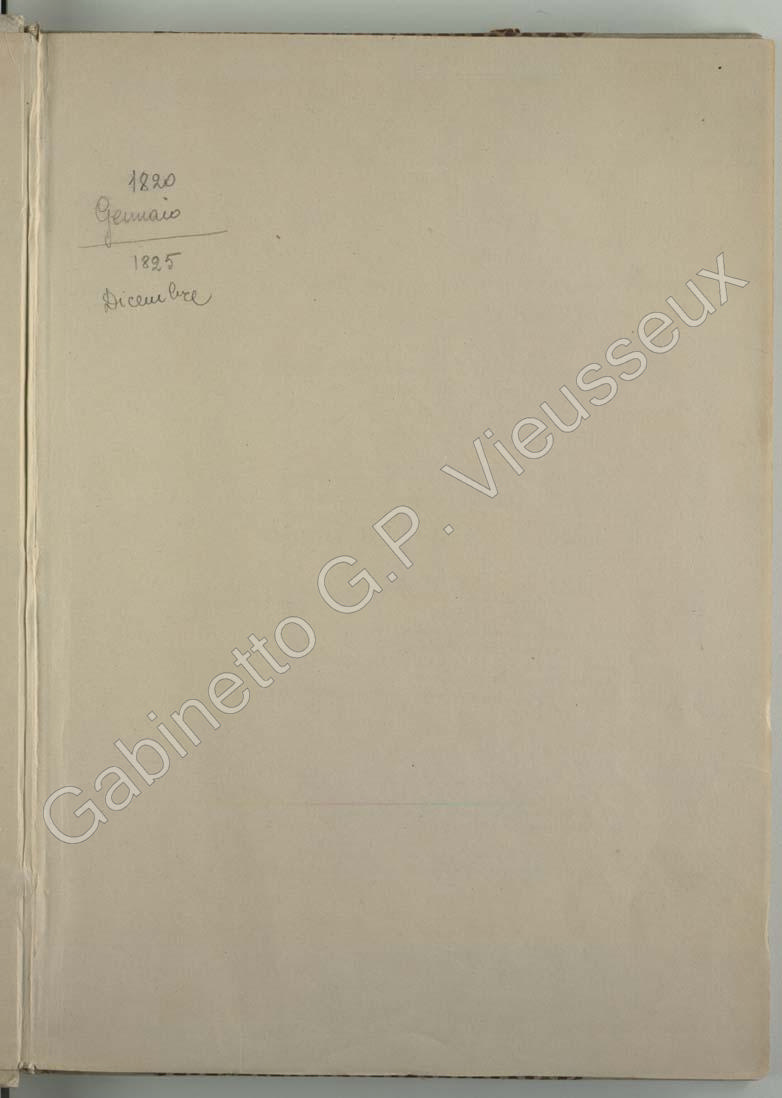 1820
Gennaio
1825
Dicembre
Gabinetto G.P. Vieusseux